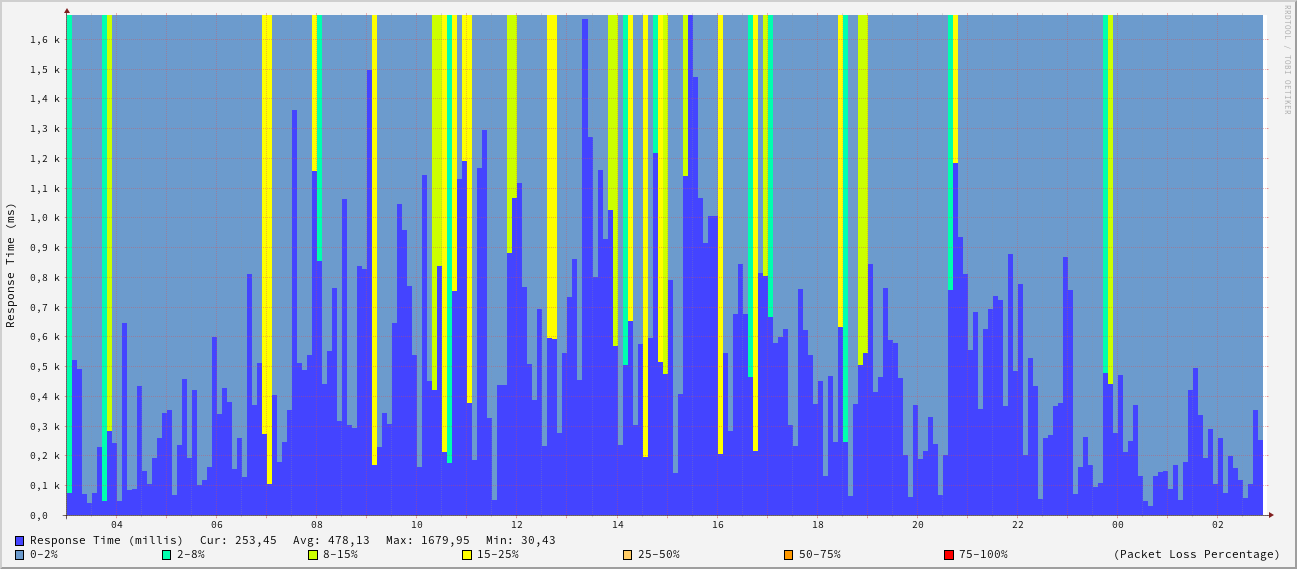 RRDTOOL / TOBI OETIKER
Response Time (ms)
1,6 k
1,5 k
1,4 k
1,3 k
1,2 k
1,1 k
1,0 k
0,9 k
0,8 k
0,7 k
0,6 k
0,5 k
0,4 k
0,3 k
0,2 k
0,1 k
0,0
04 06 08 10 12 14 16 18 20 22 00 02
Response Time (millis) Cur: 253,45 Avg: 478,13 Max: 1679,95 Min: 30,43
0-2% 2-8% 8-15% 15-25% 25-50% 50-75% 75-100% (Packet Loss Percentage)